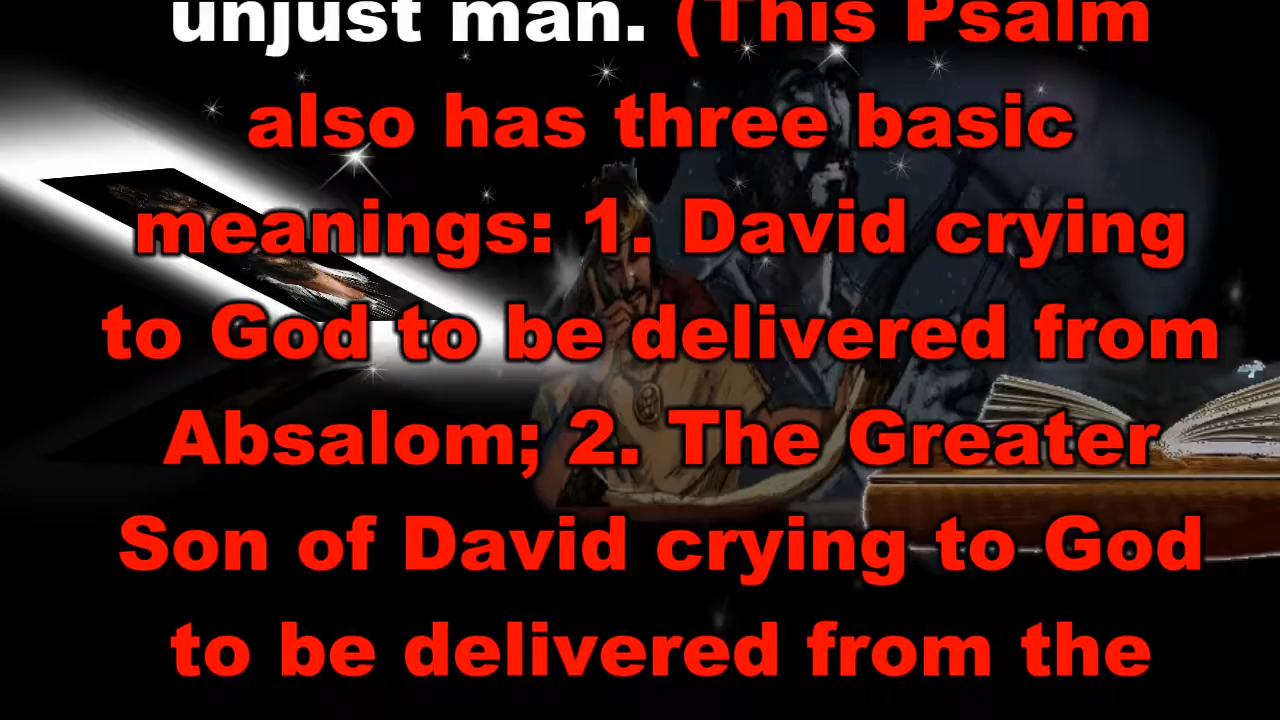 unjust man. (This Psalm
also has three basic
meanings: 1. David crying
to God to be delivered from
Absalom; 2. The Greater
Son of David crying to God
to be delivered from the